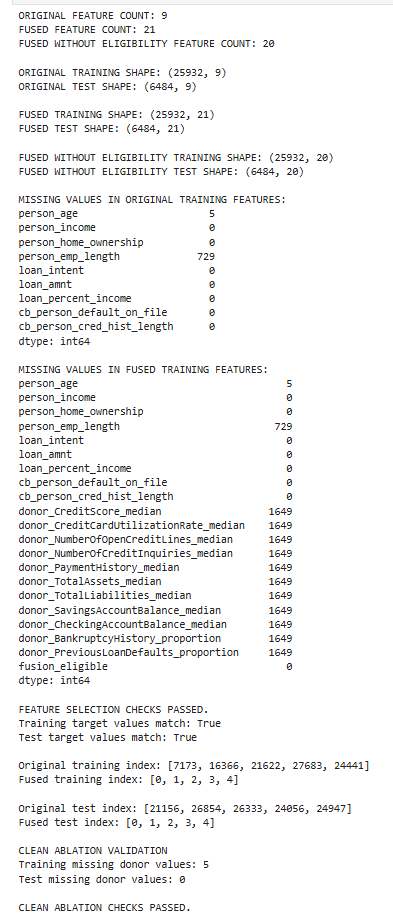 ORIGINAL FEATURE COUNT: 9
FUSED FEATURE COUNT: 21
FUSED WITHOUT ELIGIBILITY FEATURE COUNT: 20
ORIGINAL TRAINING SHAPE: (25932, 9)
ORIGINAL TEST SHAPE: (6484, 9)
FUSED TRAINING SHAPE: (25932, 21)
FUSED TEST SHAPE: (6484, 21)
FUSED WITHOUT ELIGIBILITY TRAINING SHAPE: (25932, 20)
FUSED WITHOUT ELIGIBILITY TEST SHAPE: (6484, 20)
MISSING VALUES IN ORIGINAL TRAINING FEATURES:
person_age 5
person_income 0
person_home_ownership 0
person_emp_length 729
loan_intent 0
loan_amnt 0
loan_percent_income 0
cb_person_default_on_file 0
cb_person_cred_hist_length 0
dtype: int64
MISSING VALUES IN FUSED TRAINING FEATURES:
person_age 5
person_income 0
person_home_ownership 0
person_emp_length 729
loan_intent 0
loan_amnt 0
loan_percent_income 0
cb_person_default_on_file 0
cb_person_cred_hist_length 0
donor_CreditScore_median 1649
donor_CreditCardUtilizationRate_median 1649
donor_NumberOfOpenCreditLines_median 1649
donor_NumberOfCreditInquiries_median 1649
donor_PaymentHistory_median 1649
donor_TotalAssets_median 1649
donor_TotalLiabilities_median 1649
donor_SavingsAccountBalance_median 1649
donor_CheckingAccountBalance_median 1649
donor_BankruptcyHistory_proportion 1649
donor_PreviousLoanDefaults_proportion 1649
fusion_eligible 0
dtype: int64
FEATURE SELECTION CHECKS PASSED.
Training target values match: True
Test target values match: True
Original training index: [7173, 16366, 21622, 27683, 24441]
Fused training index: [0, 1, 2, 3, 4]
Original test index: [21156, 26854, 26333, 24056, 24947]
Fused test index: [0, 1, 2, 3, 4]
CLEAN ABLATION VALIDATION
Training missing donor values: 5
Test missing donor values: 0
CLEAN ABLATION CHECKS PASSED.